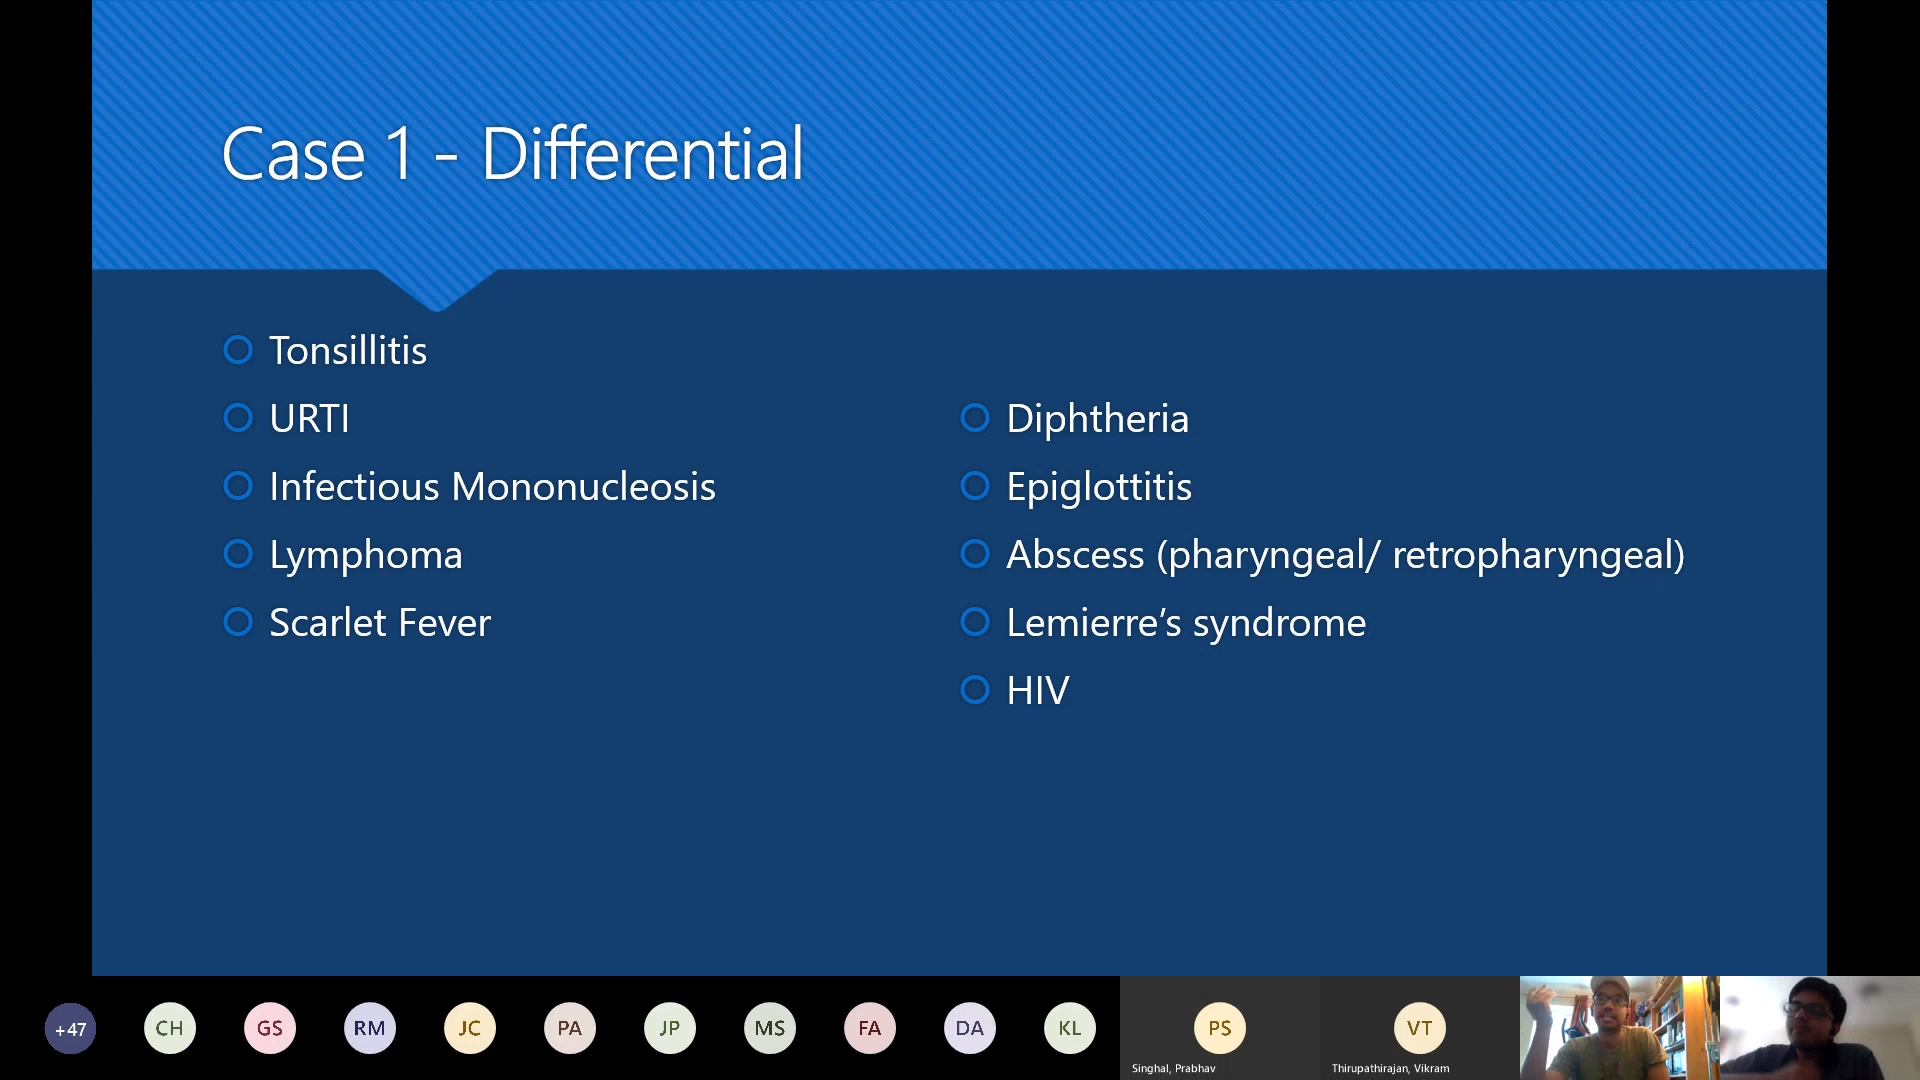 Case 1 - Differential
Tonsillitis
URTI
Infectious Mononucleosis
Lymphoma
Scarlet Fever
Diphtheria
Epiglottitis
Abscess (pharyngeal/ retropharyngeal)
Lemierre’s syndrome
HIV
+47
CH
GS
RM
JC
PA
JP
MS
FA
DA
KL
PS
VT
Singhal, Prabhav
Thirupathirajan, Vikram